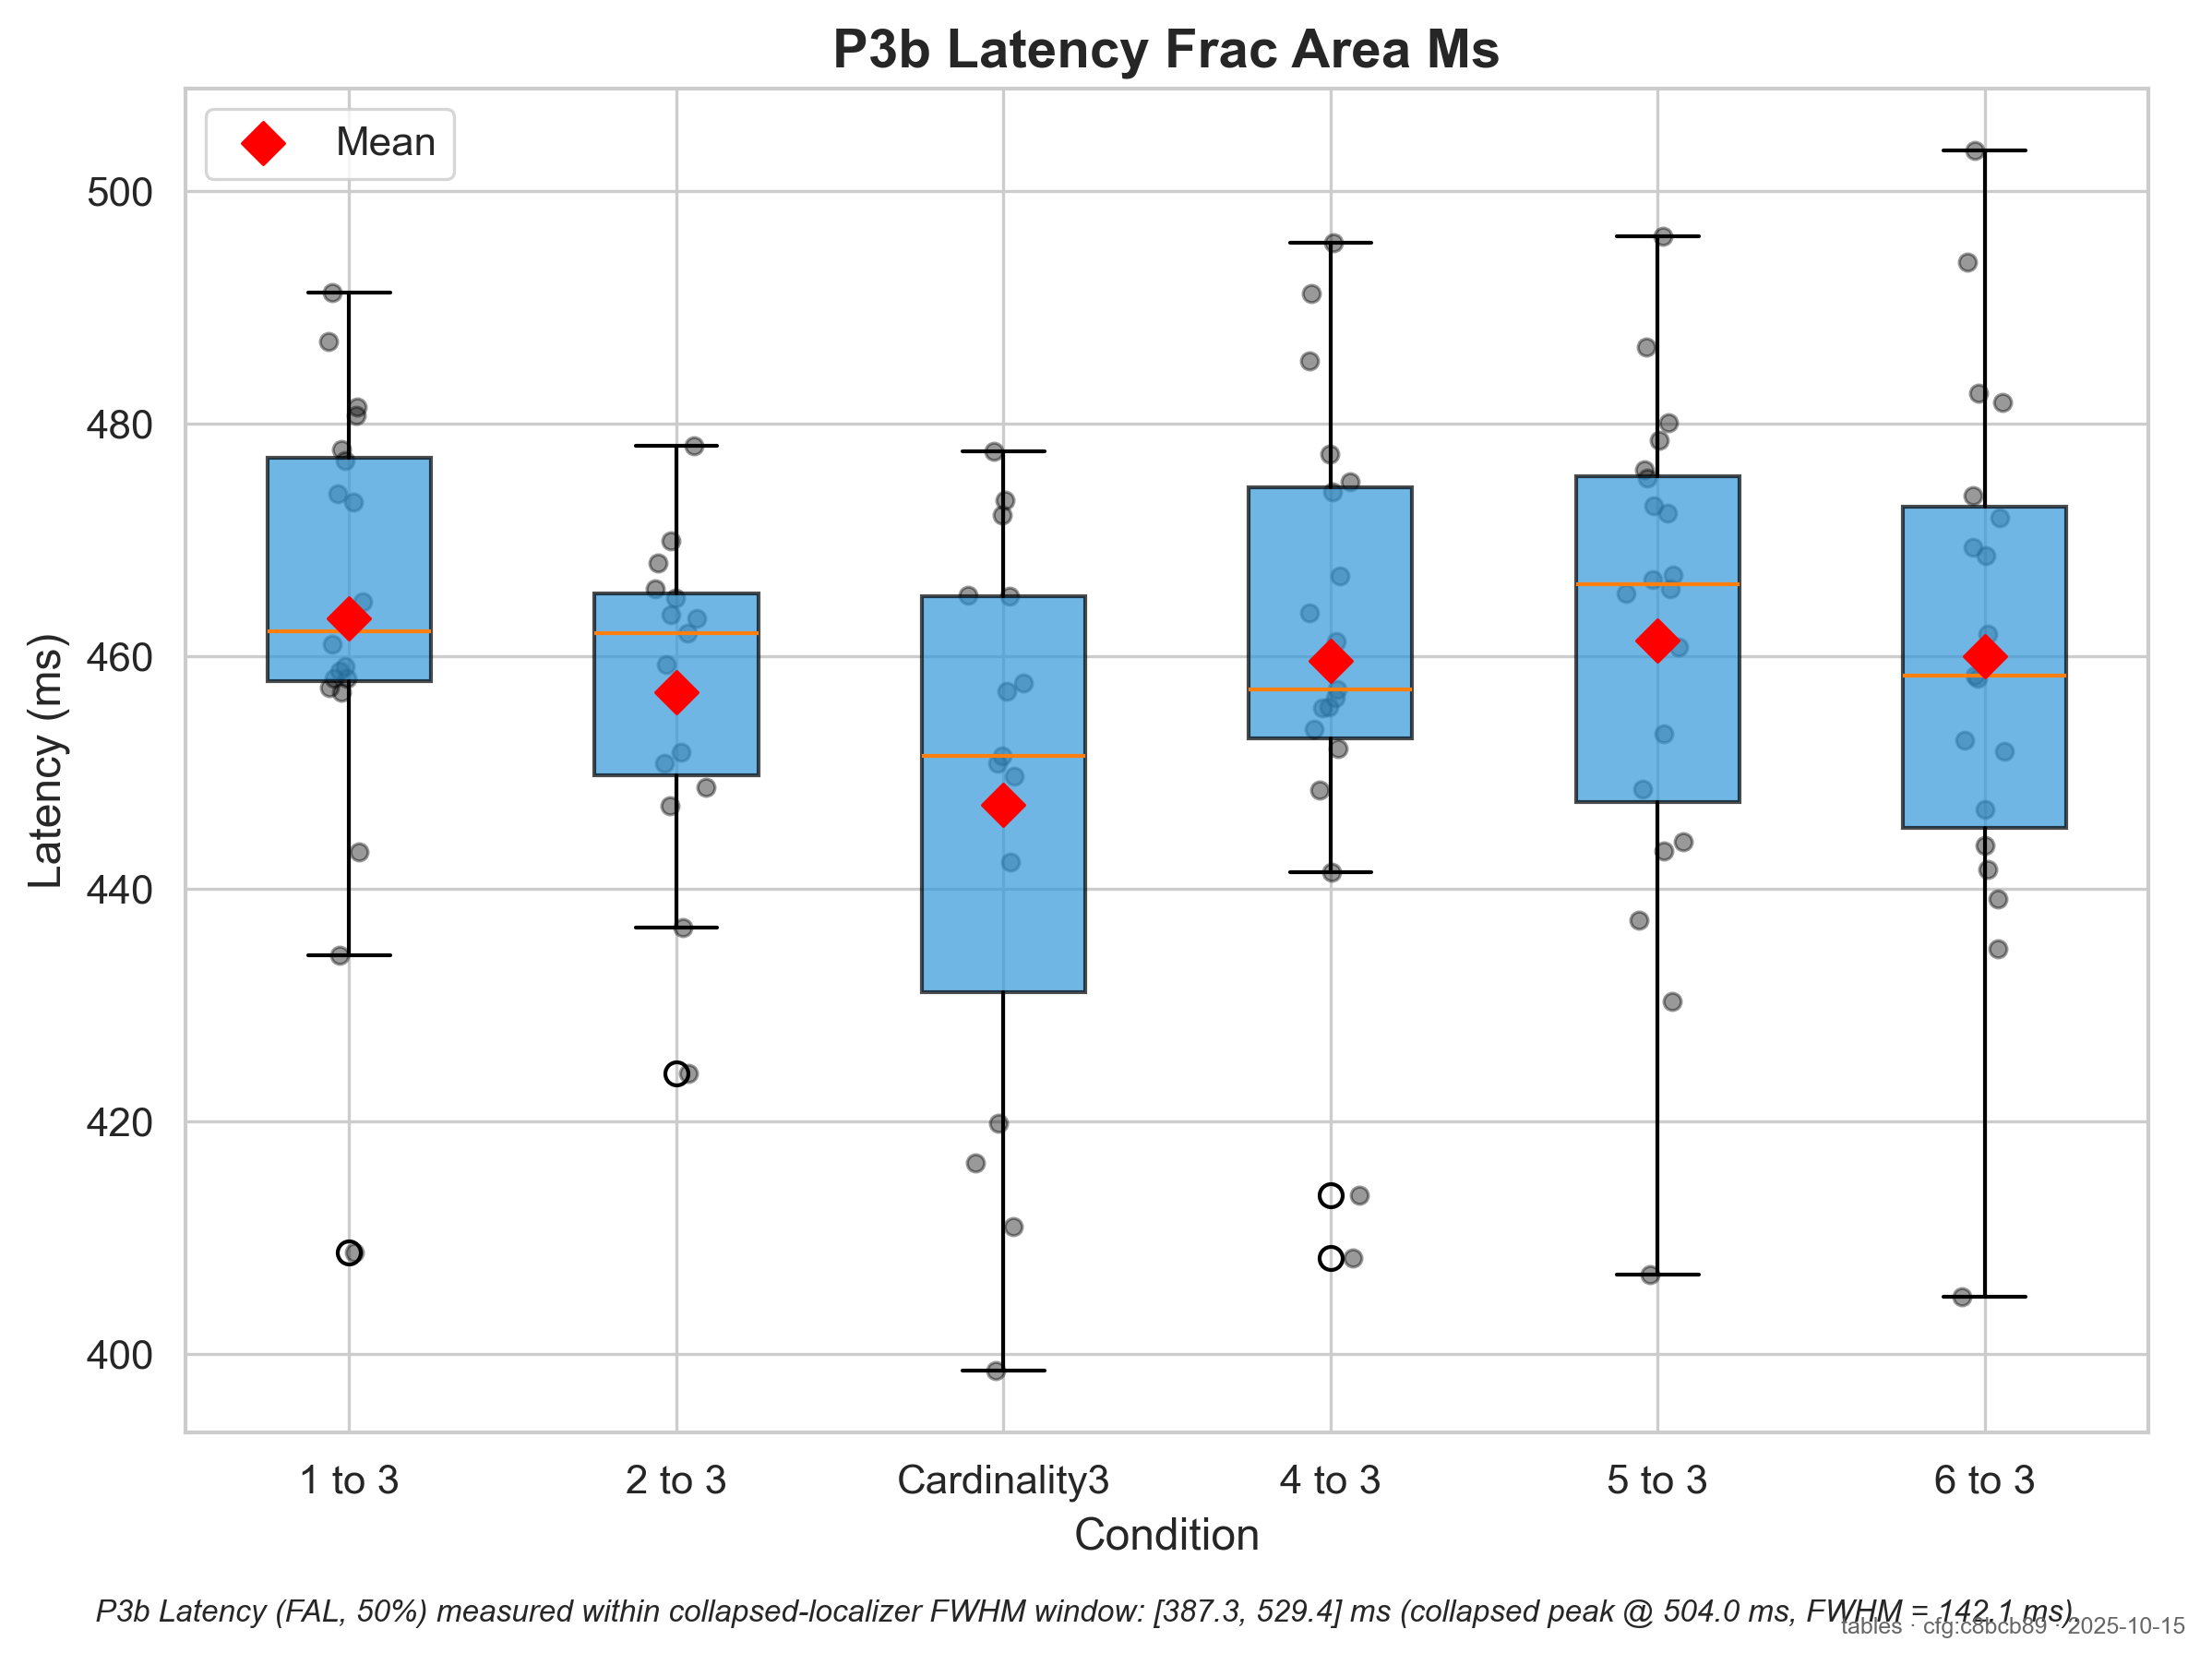 P3b Latency Frac Area Ms
Mean
Latency (ms)
500
480
460
440
420
400
1 to 3
2 to 3
Cardinality3
4 to 3
5 to 3
6 to 3
Condition
P3b Latency (FAL, 50%) measured within collapsed-localizer FWHM window: [387.3, 529.4] ms (collapsed peak @ 504.0 ms, FWHM = 142.1 ms).
tables · cfg:c8bcb89 · 2025-10-15